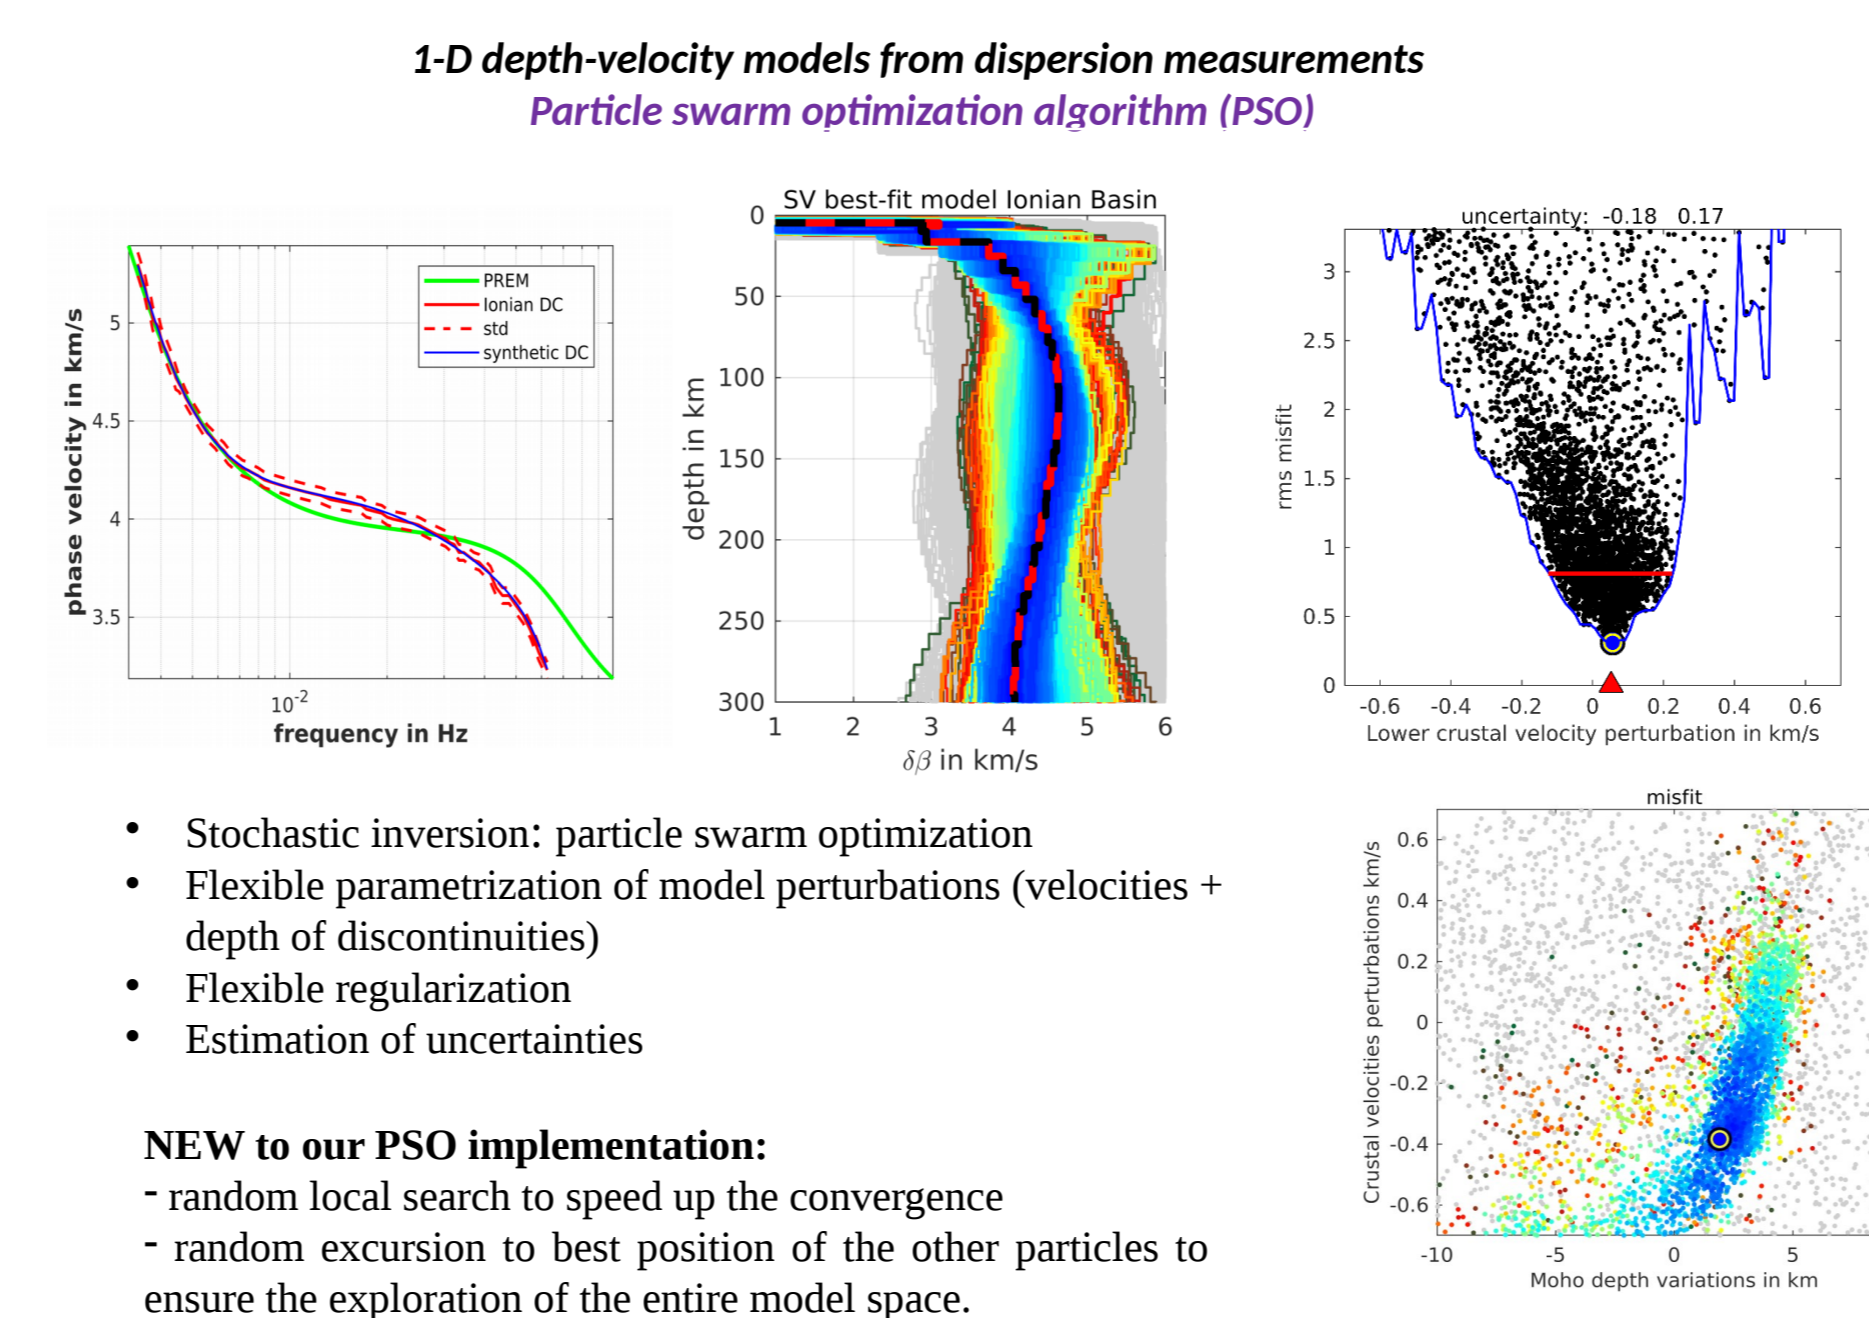 1-D depth-velocity models from dispersion measurements
Particle swarm optimization algorithm (PSO)
PREM
Ionian DC
std
synthetic DC
5
4.5
4
3.5
phase velocity in km/s
10-2
frequency in Hz
SV best-fit model Ionian Basin
0
50
100
150
200
250
300
depth in km
1 2 3 4 5 6
δβ in km/s
uncertainty: -0.18 0.17
3
2.5
2
1.5
1
0.5
0
rms misfit
-0.6 -0.4 -0.2 0 0.2 0.4 0.6
Lower crustal velocity perturbation in km/s
• Stochastic inversion: particle swarm optimization
• Flexible parametrization of model perturbations (velocities +
depth of discontinuities)
• Flexible regularization
• Estimation of uncertainties
NEW to our PSO implementation:
- random local search to speed up the convergence
- random excursion to best position of the other particles to
ensure the exploration of the entire model space.
misfit
0.6
0.4
0.2
0
-0.2
-0.4
-0.6
Crustal velocities perturbations km/s
-10 -5 0 5
Moho depth variations in km